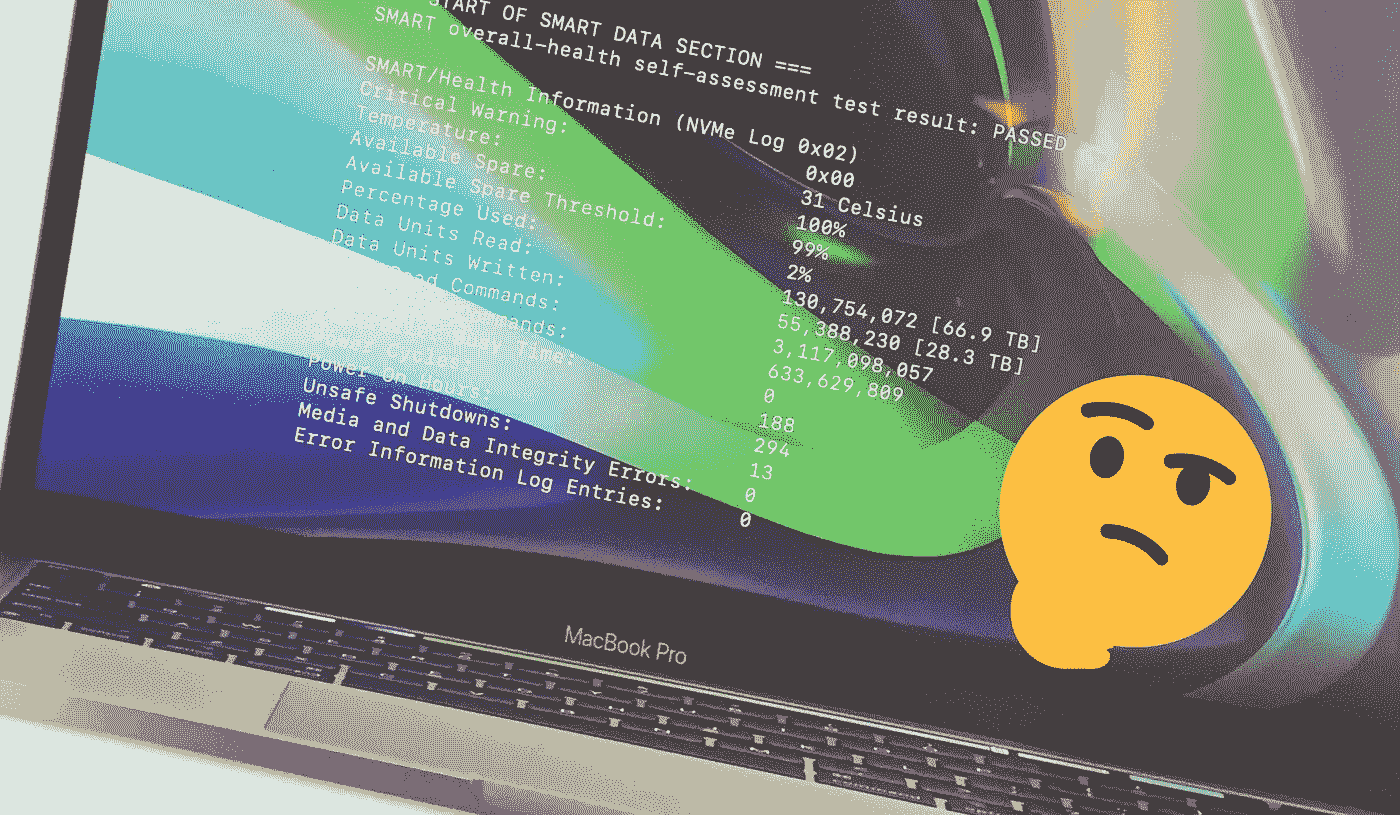 START OF SMART DATA SECTION ===
SMART overall-health self-assessment test result: PASSED
SMART/Health Information (NVMe Log 0x02)
Critical Warning: 0x00
Temperature: 31 Celsius
Available Spare: 100%
Available Spare Threshold: 99%
Percentage Used: 2%
Data Units Read: 130,754,072 [66.9 TB]
Data Units Written: 55,388,230 [28.3 TB]
Commands: 3,117,098,057
633,629,809
Time: 0
188
Power On Hours: 294
Unsafe Shutdowns: 13
Media and Data Integrity Errors: 0
Error Information Log Entries: 0
MacBook Pro